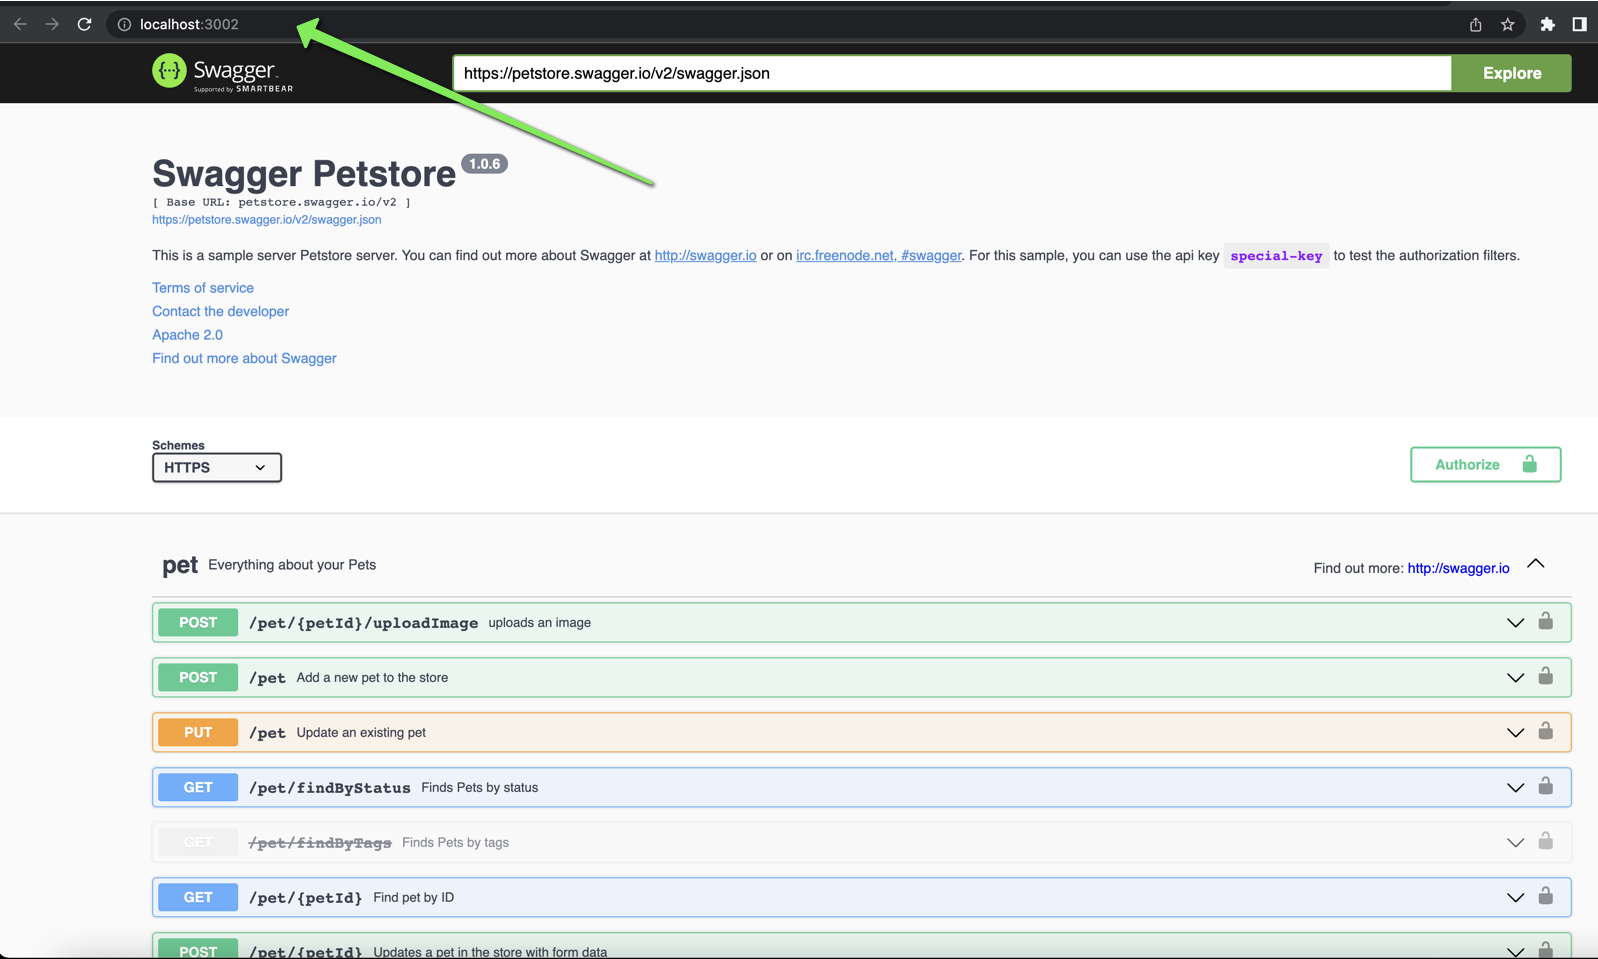 localhost:3002
Swagger
Supported by SMARTBEAR
https://petstore.swagger.io/v2/swagger.json
Explore
Swagger Petstore 1.0.6
[ Base URL: petstore.swagger.io/v2 ]
https://petstore.swagger.io/v2/swagger.json
This is a sample server Petstore server. You can find out more about Swagger at http://swagger.io or on irc.freenode.net, #swagger. For this sample, you can use the api key special-key to test the authorization filters.
Terms of service
Contact the developer
Apache 2.0
Find out more about Swagger
Schemes
HTTPS
Authorize
pet Everything about your Pets
Find out more: http://swagger.io
POST /pet/{petId}/uploadImage uploads an image
POST /pet Add a new pet to the store
PUT /pet Update an existing pet
GET /pet/findByStatus Finds Pets by status
GET /pet/findByTags Finds Pets by tags
GET /pet/{petId} Find pet by ID
POST /pet/{petId} Updates a pet in the store with form data